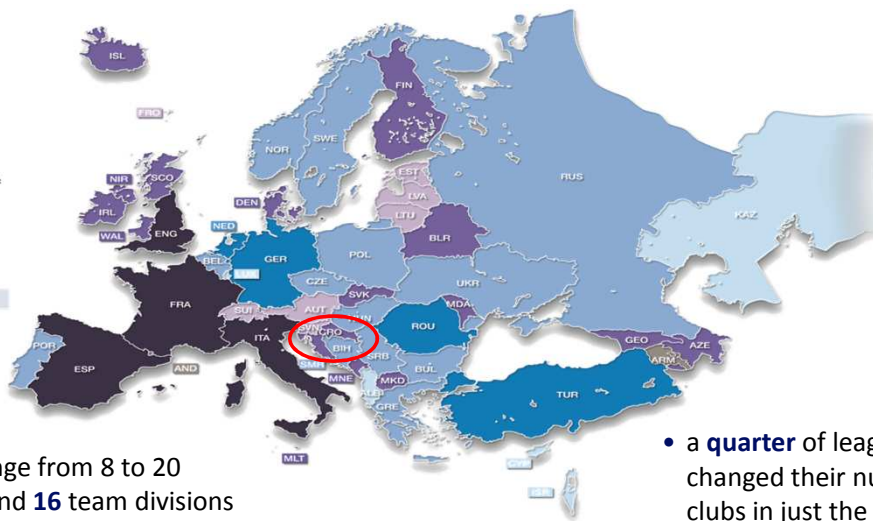 ISL
FIN
FRO
SWE
NOR
RUS
EST
NIR
SCO
DEN
LVA
IRL
LTU
KAZ
WAL
ENG
NED
BLR
BEL
GER
POL
LUX
CZE
UKR
FRA
SVK
SUI
AUT
MDA
SVN
CRO
ROU
ITA
BIH
GEO
AZE
POR
SRB
ARM
ESP
AND
SMR
BUL
MNE
MKD
TUR
GRE
MLT
nge from 8 to 20
nd 16 team divisions
• a quarter of leag
changed their nu
clubs in just the